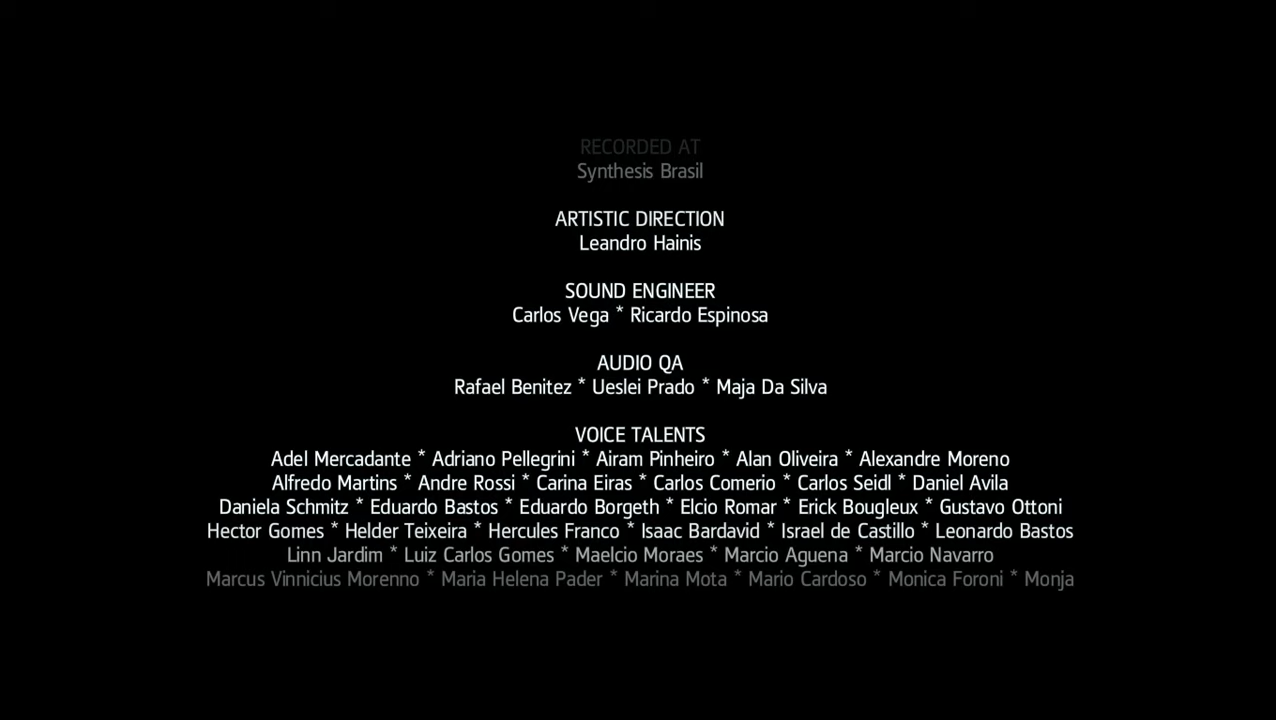 RECORDED AT
Synthesis Brasil
ARTISTIC DIRECTION
Leandro Hainis
SOUND ENGINEER
Carlos Vega * Ricardo Espinosa
AUDIO QA
Rafael Benitez * Ueslei Prado * Maja Da Silva
VOICE TALENTS
Adel Mercadante * Adriano Pellegrini * Airam Pinheiro * Alan Oliveira * Alexandre Moreno
Alfredo Martins * Andre Rossi * Carina Eiras * Carlos Comerio * Carlos Seidl * Daniel Avila
Daniela Schmitz * Eduardo Bastos * Eduardo Borgeth * Elcio Romar * Erick Bougleux * Gustavo Ottoni
Hector Gomes * Helder Teixeira * Hercules Franco * Isaac Bardavid * Israel de Castillo * Leonardo Bastos
Linn Jardim * Luiz Carlos Gomes * Maelcio Moraes * Marcio Aguena * Marcio Navarro
Marcus Vinnicius Morenno * Maria Helena Pader * Marina Mota * Mario Cardoso * Monica Foroni * Monja